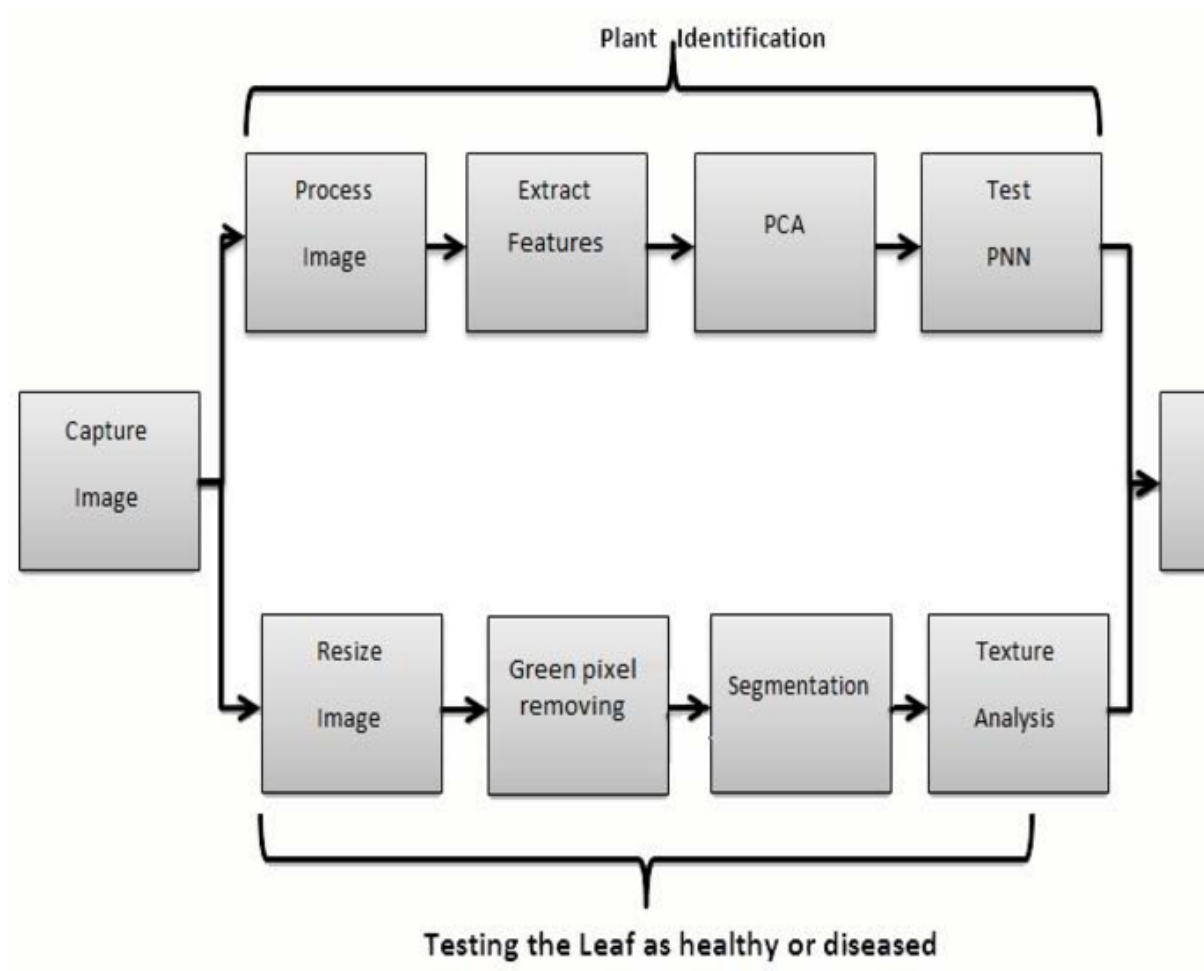 Plant Identification
Process
Image
Extract
Features
PCA
Test
PNN
Capture
Image
Resize
Image
Green pixel
removing
Segmentation
Texture
Analysis
Testing the Leaf as healthy or diseased